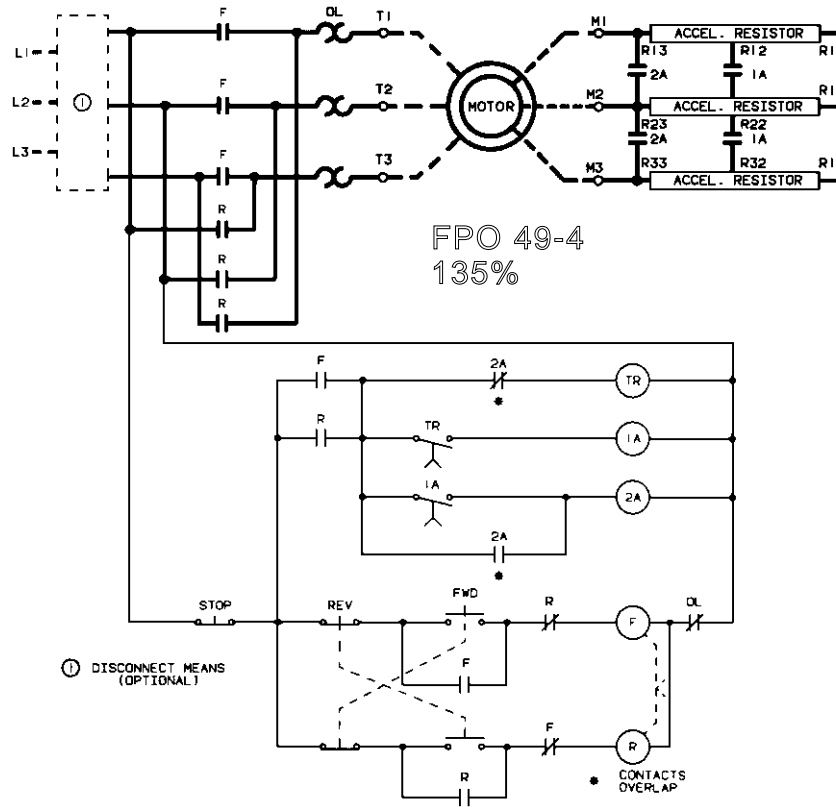 F OL T1 M1 ACCEL. RESISTOR
L1 R13 R12 R1
2A 1A
L2 ① F T2 MOTOR M2 ACCEL. RESISTOR R1
R23 R22
2A 1A
L3 F T3 M3 R33 R32 R1
ACCEL. RESISTOR
R
R
R
FPO 49-4
135%
F 2A TR
*
R TR 1A
1A 2A
2A
*
STOP REV FWD R F OL
① DISCONNECT MEANS
(OPTIONAL)
F
F R
R
* CONTACTS
OVERLAP